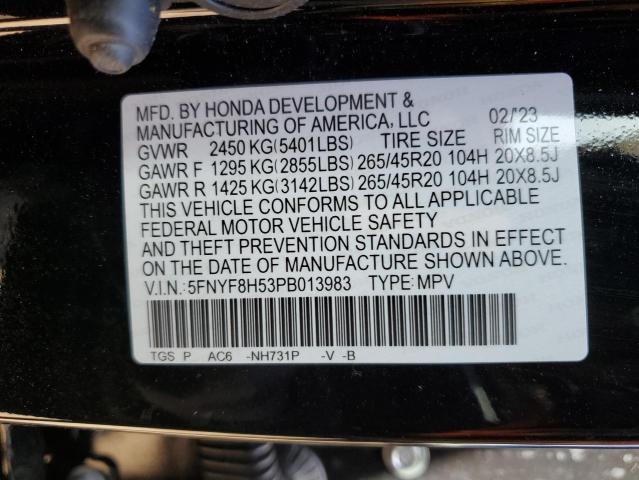 MFD. BY HONDA DEVELOPMENT &
MANUFACTURING OF AMERICA, LLC 02/'23
GVWR 2450 KG(5401LBS) TIRE SIZE RIM SIZE
GAWR F 1295 KG(2855LBS) 265/45R20 104H 20X8.5J
GAWR R 1425 KG(3142LBS) 265/45R20 104H 20X8.5J
THIS VEHICLE CONFORMS TO ALL APPLICABLE
FEDERAL MOTOR VEHICLE SAFETY
AND THEFT PREVENTION STANDARDS IN EFFECT
ON THE DATE OF MANUFACTURE SHOWN ABOVE.
V.I.N.: 5FNYF8H53PB013983 TYPE: MPV
TGS P AC6 -NH731P -V -B